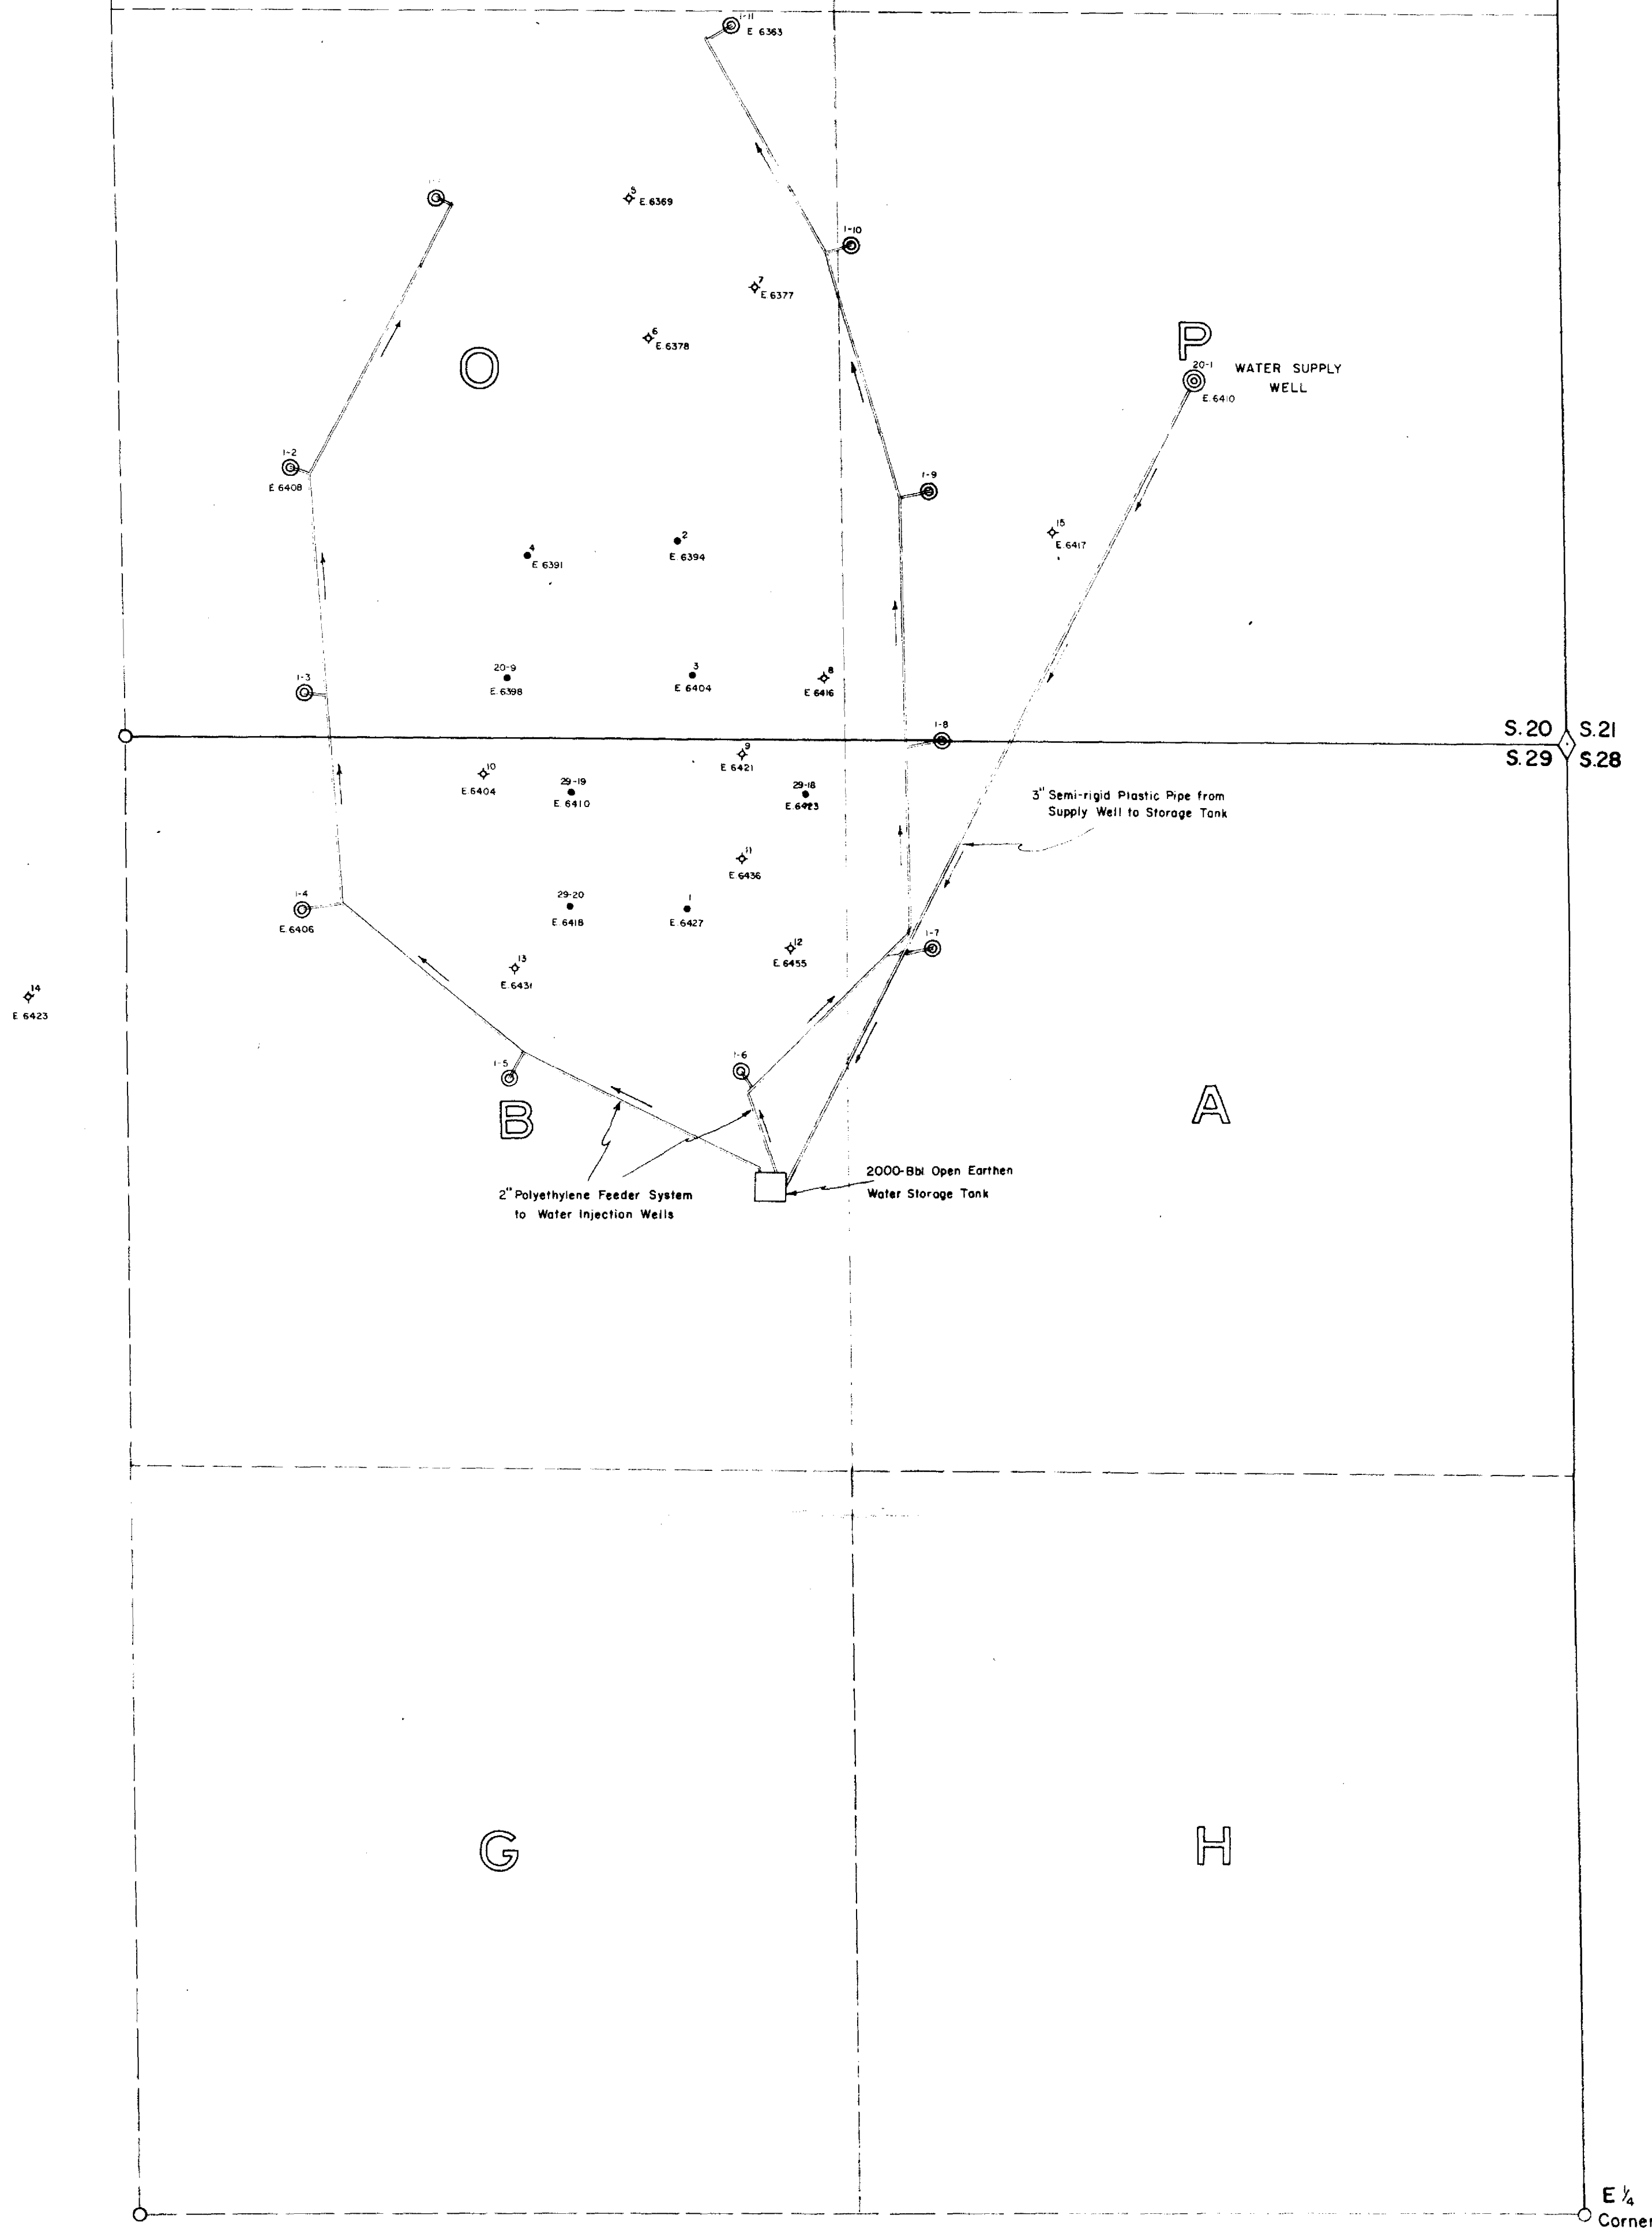 1-11
E 6363
5
E. 6369
1-10
7
E 6377
6
E. 6378
O
P
20-1
WATER SUPPLY
WELL
E. 6410
1-2
E 6408
1-9
15
E. 6417
2
E. 6394
4
E 6391
20-9
E. 6398
3
E 6404
8
E 6416
1-3
1-8
S.20
S.21
S.29
S.28
9
E 6421
10
E. 6404
29-19
E. 6410
29-18
E. 6423
3" Semi-rigid Plastic Pipe from
Supply Well to Storage Tank
11
E 6436
1-4
E. 6406
29-20
E. 6418
1
E. 6427
1-7
12
E. 6455
13
E. 6431
14
E 6423
1-5
1-6
B
A
2000-Bbl Open Earthen
Water Storage Tank
2" Polyethylene Feeder System
to Water Injection Wells
G
H
E ¼
Corner